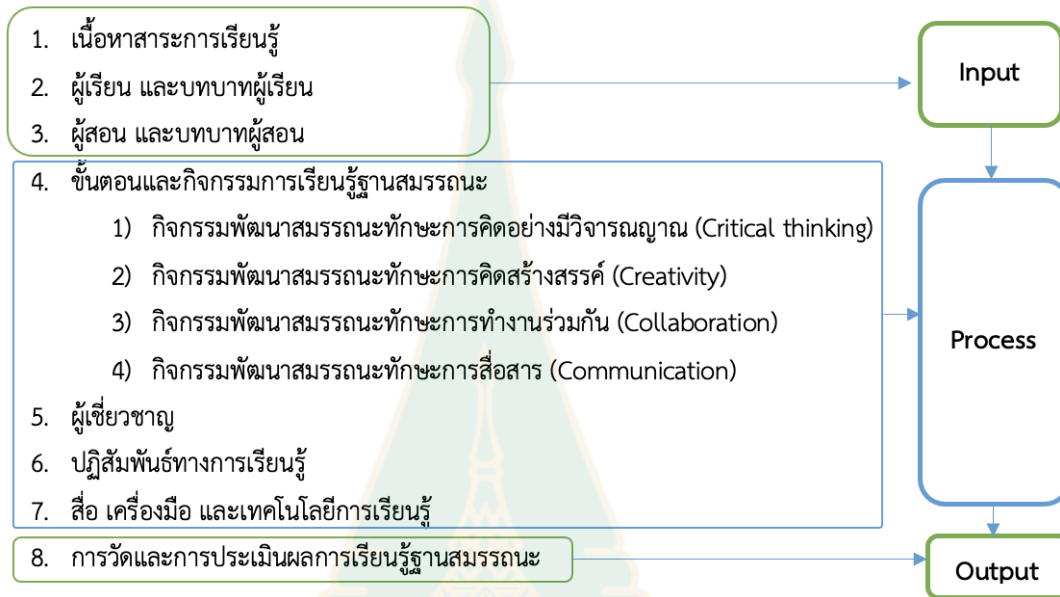 1. เนื้อหาสาระการเรียนรู้
2. ผู้เรียน และบทบาทผู้เรียน
3. ผู้สอน และบทบาทผู้สอน
Input
4. ขั้นตอนและกิจกรรมการเรียนรู้ฐานสมรรถนะ
1) กิจกรรมพัฒนาสมรรถนะทักษะการคิดอย่างมีวิจารณญาณ (Critical thinking)
2) กิจกรรมพัฒนาสมรรถนะทักษะการคิดสร้างสรรค์ (Creativity)
3) กิจกรรมพัฒนาสมรรถนะทักษะการทำงานร่วมกัน (Collaboration)
4) กิจกรรมพัฒนาสมรรถนะทักษะการสื่อสาร (Communication)
5. ผู้เชี่ยวชาญ
6. ปฏิสัมพันธ์ทางการเรียนรู้
7. สื่อ เครื่องมือ และเทคโนโลยีการเรียนรู้
Process
8. การวัดและการประเมินผลการเรียนรู้ฐานสมรรถนะ
Output